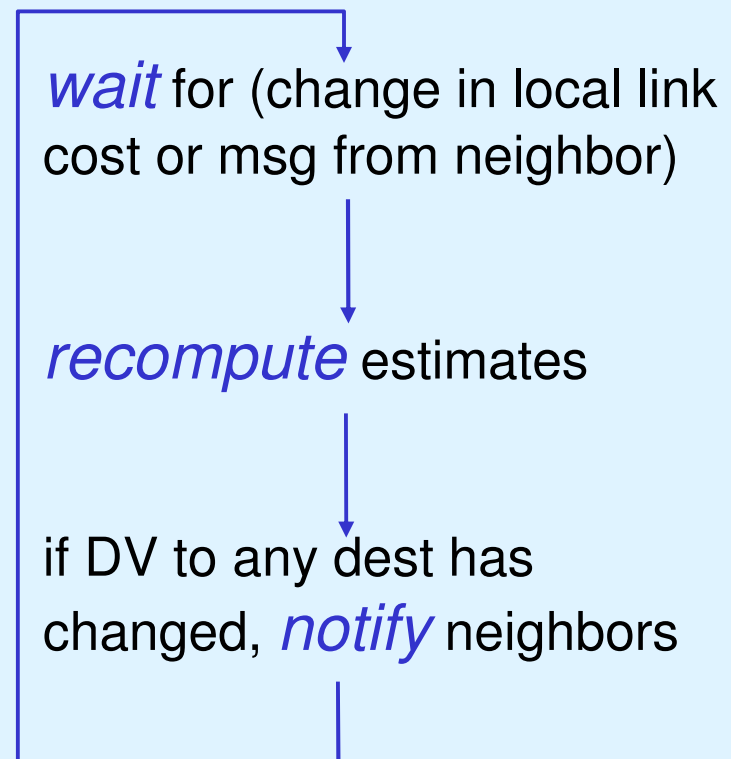 wait for (change in local link
cost or msg from neighbor)
recompute estimates
if DV to any dest has
changed, notify neighbors